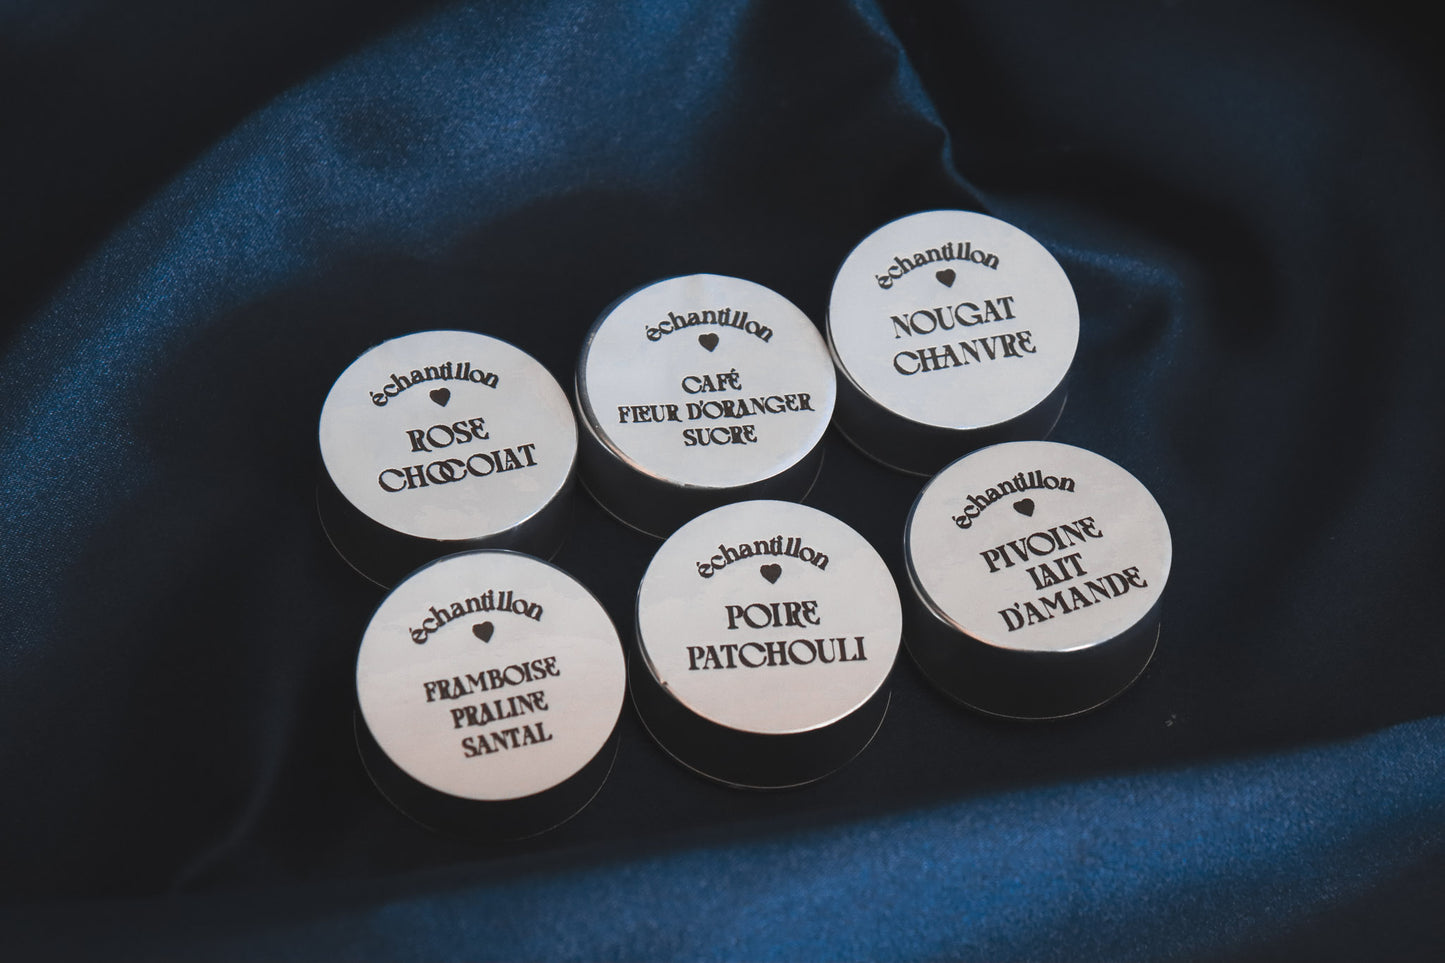 échantillon
ROSE
CHOCOLAT
échantillon
CAFÉ
FLEUR D'ORANGER
SUCRE
échantillon
NOUGAT
CHANVRE
échantillon
FRAMBOISE
PRALINE
SANTAL
échantillon
POIRE
PATCHOULI
échantillon
PIVOINE
LAIT
D'AMANDE